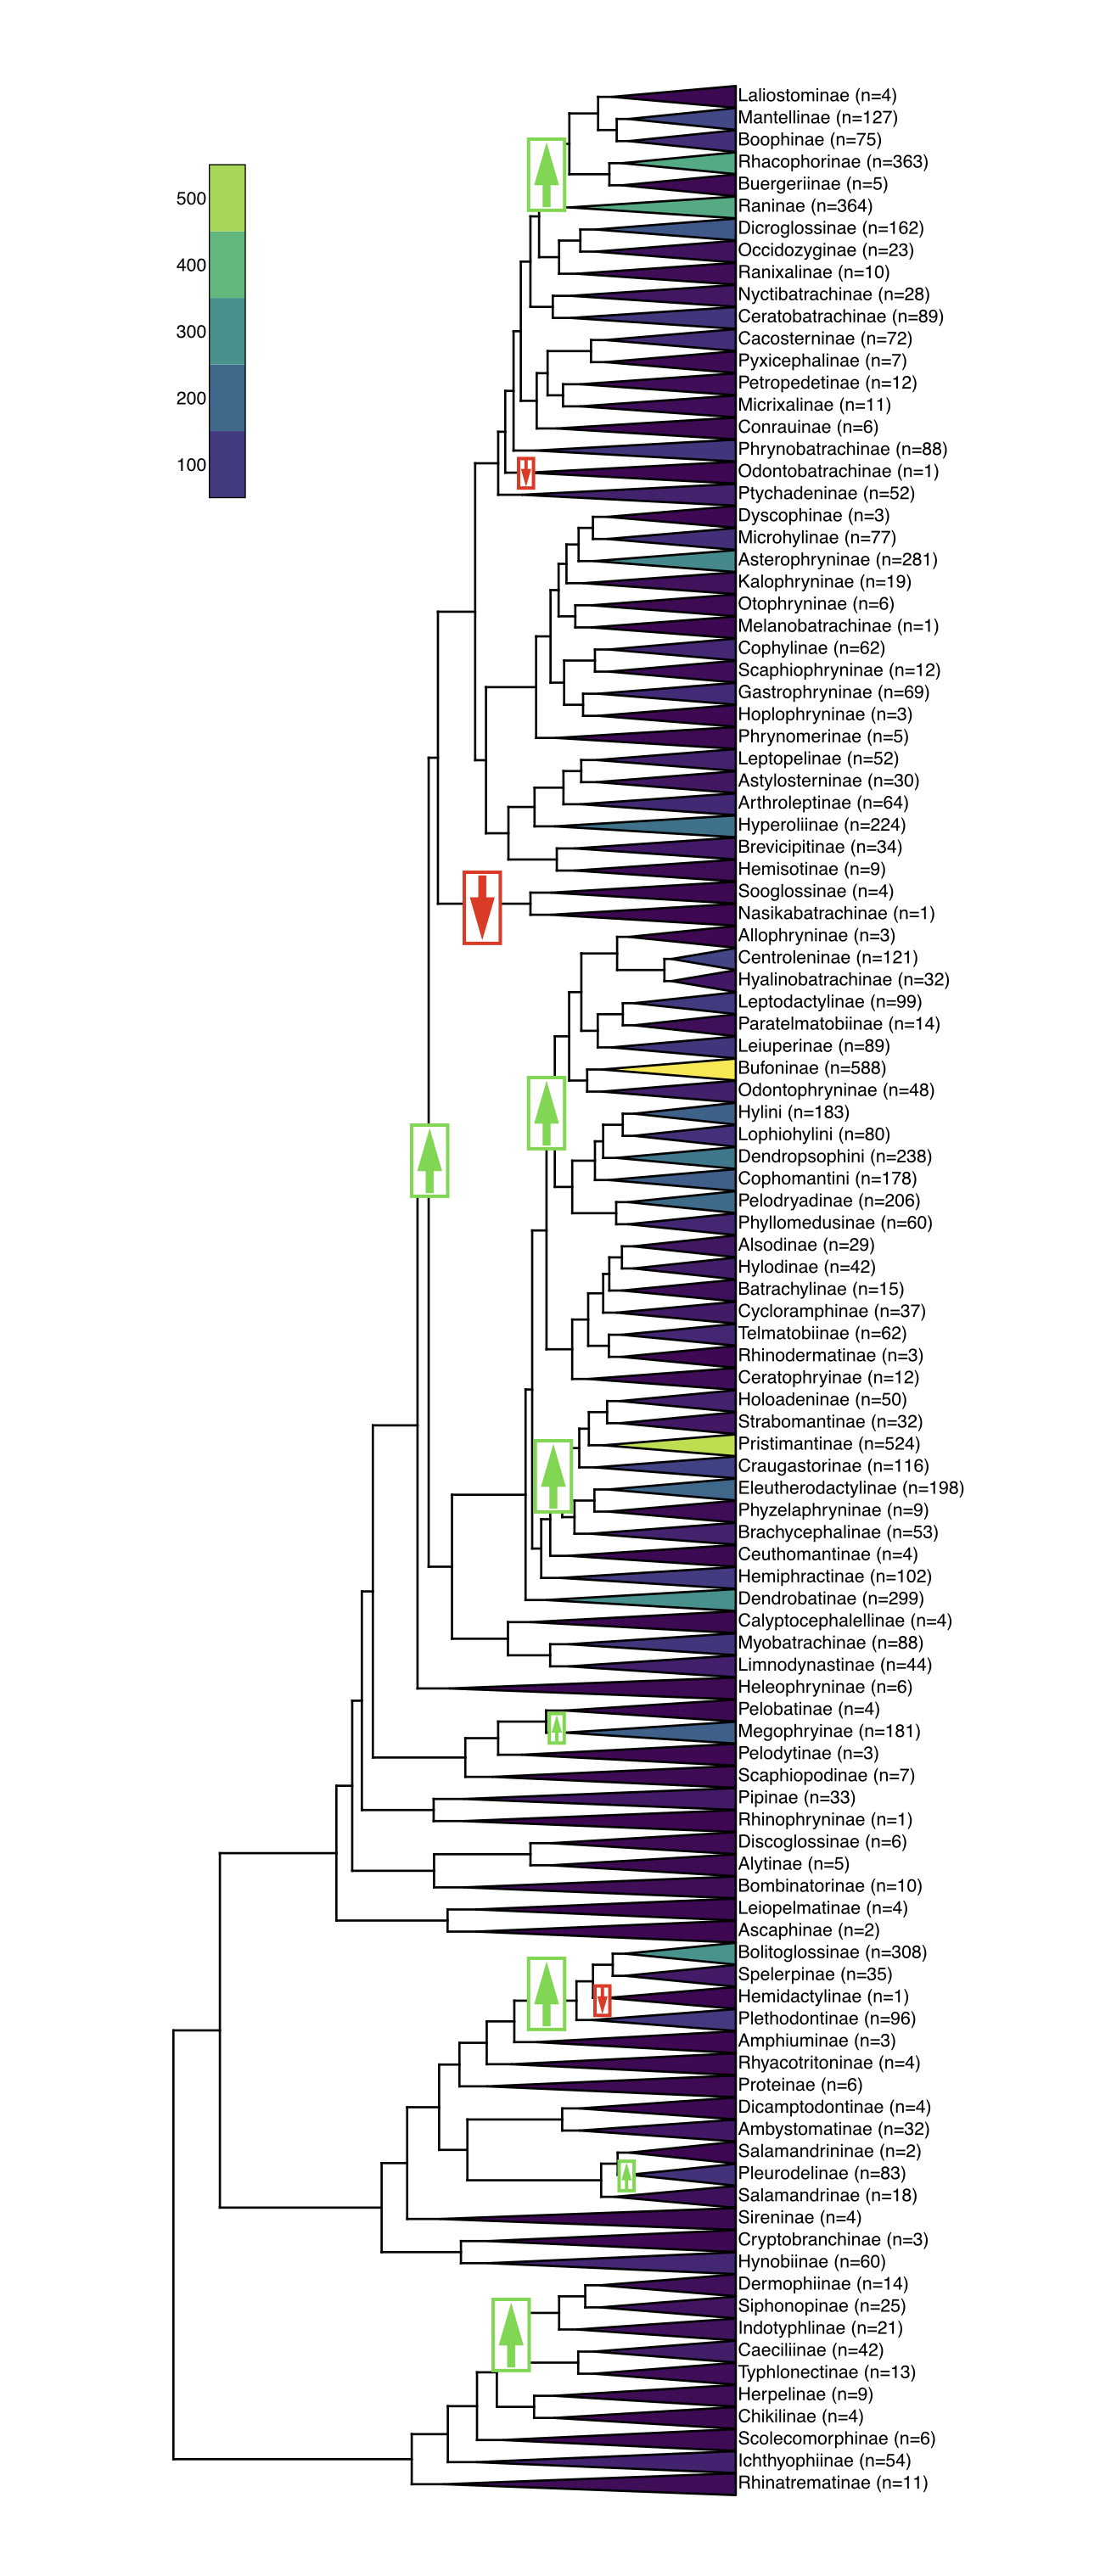 500
400
300
200
100
Laliostominae (n=4)
Mantellinae (n=127)
Boophinae (n=75)
Rhacophorinae (n=363)
Buergeriinae (n=5)
Raninae (n=364)
Dicroglossinae (n=162)
Occidozyginae (n=23)
Ranixalinae (n=10)
Nyctibatrachinae (n=28)
Ceratobatrachinae (n=89)
Cacosterninae (n=72)
Pyxicephalinae (n=7)
Petropedetinae (n=12)
Micrixalinae (n=11)
Conrauinae (n=6)
Phrynobatrachinae (n=88)
Odontobatrachinae (n=1)
Ptychadeninae (n=52)
Dyscophinae (n=3)
Microhylinae (n=77)
Asterophryninae (n=281)
Kalophryninae (n=19)
Otophryninae (n=6)
Melanobatrachinae (n=1)
Cophylinae (n=62)
Scaphiophryninae (n=12)
Gastrophryninae (n=69)
Hoplophryninae (n=3)
Phrynomerinae (n=5)
Leptopelinae (n=52)
Astylosterninae (n=30)
Arthroleptinae (n=64)
Hyperoliinae (n=224)
Brevicipitinae (n=34)
Hemisotinae (n=9)
Sooglossinae (n=4)
Nasikabatrachinae (n=1)
Allophryninae (n=3)
Centroleninae (n=121)
Hyalinobatrachinae (n=32)
Leptodactylinae (n=99)
Paratelmatobiinae (n=14)
Leiuperinae (n=89)
Bufoninae (n=588)
Odontophryninae (n=48)
Hylini (n=183)
Lophiohylini (n=80)
Dendropsophini (n=238)
Cophomantini (n=178)
Pelodryadinae (n=206)
Phyllomedusinae (n=60)
Alsodinae (n=29)
Hylodinae (n=42)
Batrachylinae (n=15)
Cycloramphinae (n=37)
Telmatobiinae (n=62)
Rhinodermatinae (n=3)
Ceratophryinae (n=12)
Holoadeninae (n=50)
Strabomantinae (n=32)
Pristimantinae (n=524)
Craugastorinae (n=116)
Eleutherodactylinae (n=198)
Phyzelaphryninae (n=9)
Brachycephalinae (n=53)
Ceuthomantinae (n=4)
Hemiphractinae (n=102)
Dendrobatinae (n=299)
Calyptocephalellinae (n=4)
Myobatrachinae (n=88)
Limnodynastinae (n=44)
Heleophryninae (n=6)
Pelobatinae (n=4)
Megophryinae (n=181)
Pelodytinae (n=3)
Scaphiopodinae (n=7)
Pipinae (n=33)
Rhinophryninae (n=1)
Discoglossinae (n=6)
Alytinae (n=5)
Bombinatorinae (n=10)
Leiopelmatinae (n=4)
Ascaphinae (n=2)
Bolitoglossinae (n=308)
Spelerpinae (n=35)
Hemidactylinae (n=1)
Plethodontinae (n=96)
Amphiuminae (n=3)
Rhyacotritoninae (n=4)
Proteinae (n=6)
Dicamptodontinae (n=4)
Ambystomatinae (n=32)
Salamandrininae (n=2)
Pleurodelinae (n=83)
Salamandrinae (n=18)
Sireninae (n=4)
Cryptobranchinae (n=3)
Hynobiinae (n=60)
Dermophiinae (n=14)
Siphonopinae (n=25)
Indotyphlinae (n=21)
Caeciliinae (n=42)
Typhlonectinae (n=13)
Herpelinae (n=9)
Chikilinae (n=4)
Scolecomorphinae (n=6)
Ichthyophiinae (n=54)
Rhinatrematinae (n=11)